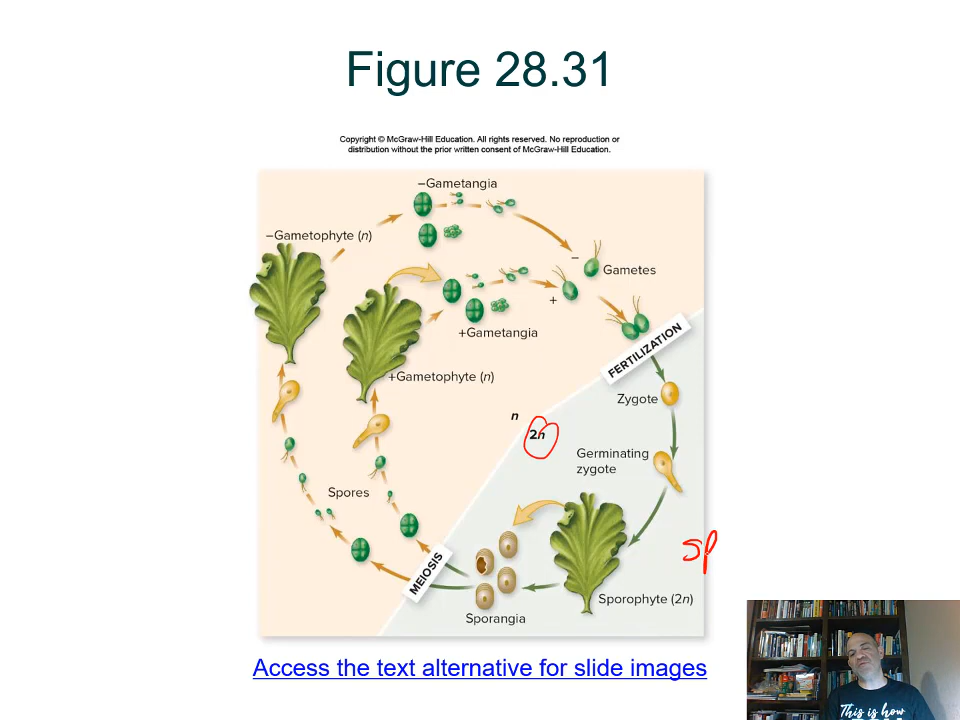 Figure 28.31
Copyright © McGraw-Hill Education. All rights reserved. No reproduction or
distribution without the prior written consent of McGraw-Hill Education.
−Gametangia
−Gametophyte (n)
− 
Gametes
+
+Gametangia
FERTILIZATION
+Gametophyte (n)
Zygote
n
2n
Germinating
zygote
Spores
sp
MEIOSIS
Sporophyte (2n)
Sporangia
Access the text alternative for slide images
This is how